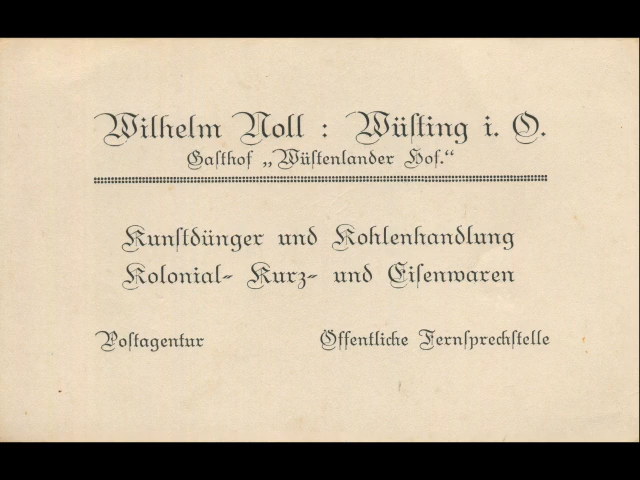 Wilhelm Noll : Wüsting i. O.
Gasthof „Wüstenlander Hof.“
Kunstdünger und Kohlenhandlung
Kolonial- Kurz- und Eisenwaren
Postagentur Öffentliche Fernsprechstelle